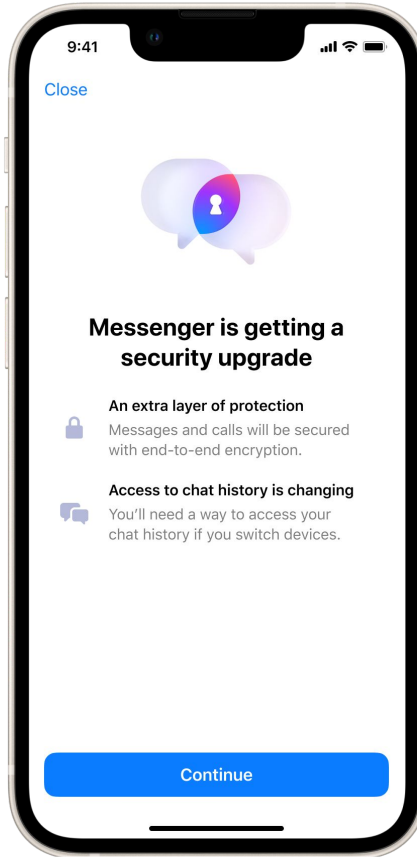 9:41
Close
Messenger is getting a
security upgrade
An extra layer of protection
Messages and calls will be secured
with end-to-end encryption.
Access to chat history is changing
You’ll need a way to access your
chat history if you switch devices.
Continue